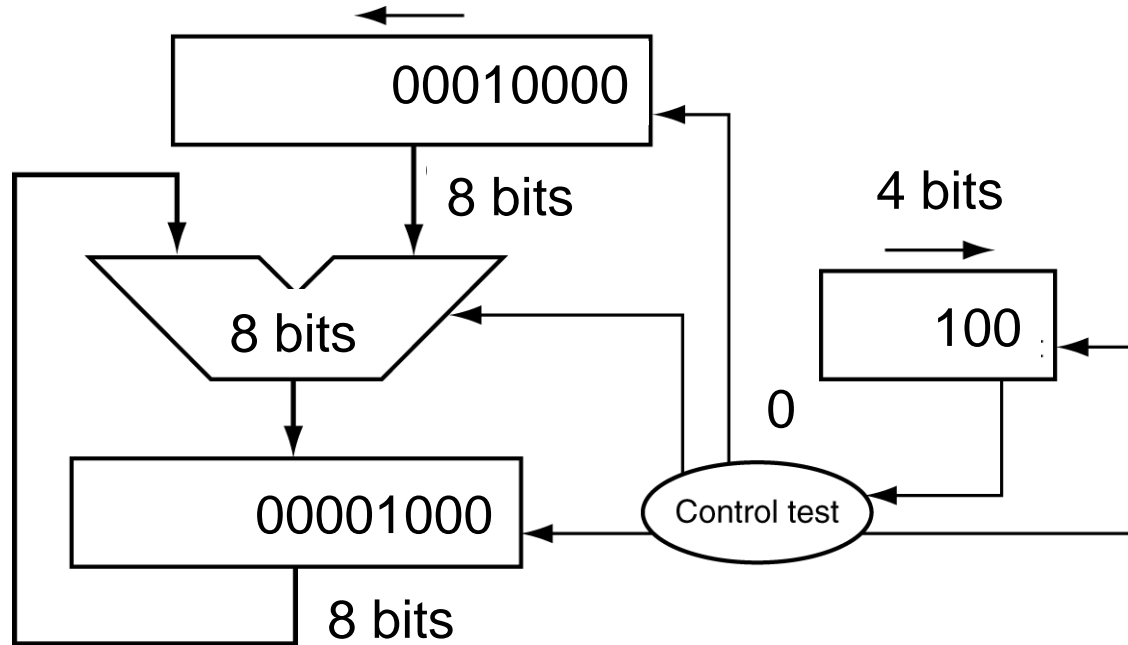 00010000
8 bits
4 bits
8 bits
100
0
00001000
Control test
8 bits